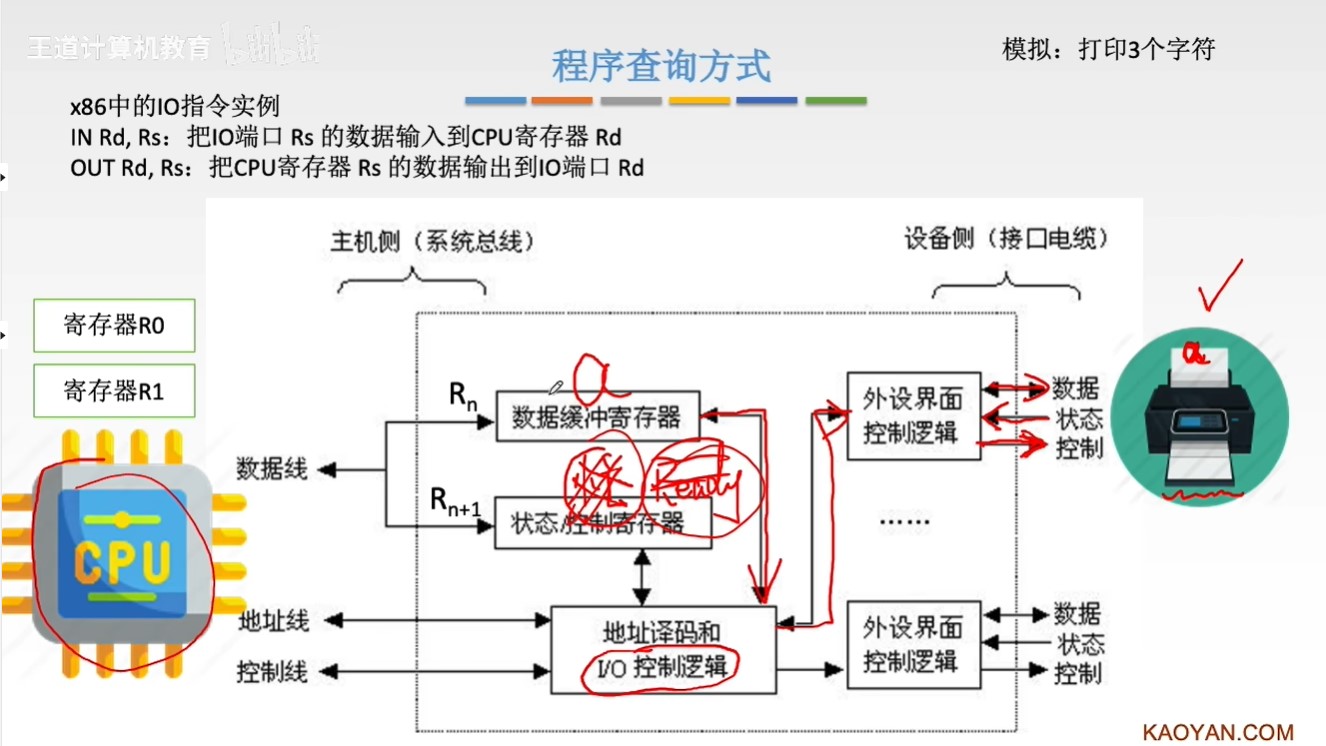 王道计算机教育 bilibili
程序查询方式
模拟：打印3个字符
x86中的IO指令实例
IN Rd, Rs：把IO端口 Rs 的数据输入到CPU寄存器 Rd
OUT Rd, Rs：把CPU寄存器 Rs 的数据输出到IO端口 Rd
主机侧（系统总线）
设备侧（接口电缆）
寄存器R0
寄存器R1
CPU
Rn
a
数据缓冲寄存器
数据线
Ready
Rn+1
状态/控制寄存器
地址线
控制线
地址译码和
I/O 控制逻辑
外设界面
控制逻辑
数据
状态
控制
a
……
外设界面
控制逻辑
数据
状态
控制
KAOYAN.COM